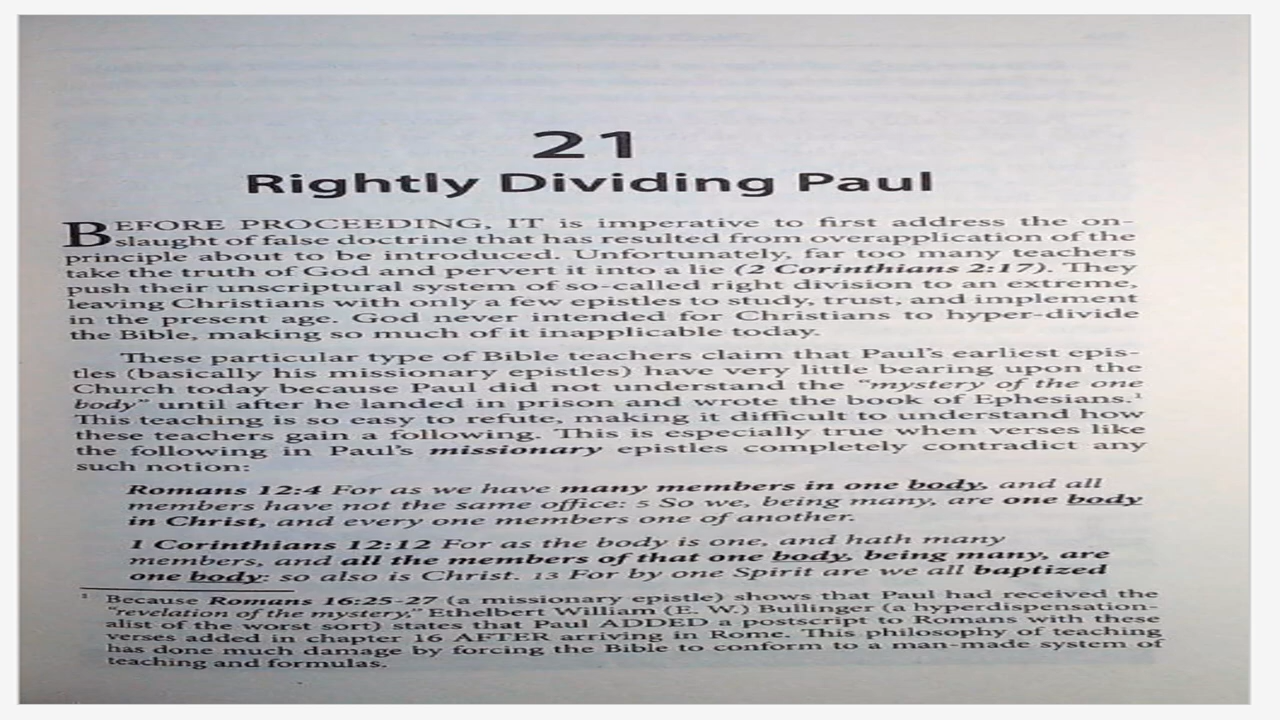 21
Rightly Dividing Paul
BEFORE PROCEEDING, IT is imperative to first address the on-
slaught of false doctrine that has resulted from overapplication of the
principle about to be introduced. Unfortunately, far too many teachers
take the truth of God and pervert it into a lie (2 Corinthians 2:17). They
push their unscriptural system of so-called right division to an extreme,
leaving Christians with only a few epistles to study, trust, and implement
in the present age. God never intended for Christians to hyper-divide
the Bible, making so much of it inapplicable today.
These particular type of Bible teachers claim that Paul's earliest epis-
tles (basically his missionary epistles) have very little bearing upon the
Church today because Paul did not understand the "mystery of the one
body" until after he landed in prison and wrote the book of Ephesians.¹
This teaching is so easy to refute, making it difficult to understand how
these teachers gain a following. This is especially true when verses like
the following in Paul's missionary epistles completely contradict any
such notion:
Romans 12:4 For as we have many members in one body, and all
members have not the same office: 5 So we, being many, are one body
in Christ, and every one members one of another.
1 Corinthians 12:12 For as the body is one, and hath many
members, and all the members of that one body, being many, are
one body: so also is Christ. 13 For by one Spirit are we all baptized
¹ Because Romans 16:25-27 (a missionary epistle) shows that Paul had received the
"revelation of the mystery," Ethelbert William (E. W.) Bullinger (a hyperdispensation-
alist of the worst sort) states that Paul ADDED a postscript to Romans with these
verses added in chapter 16 AFTER arriving in Rome. This philosophy of teaching
has done much damage by forcing the Bible to conform to a man-made system of
teaching and formulas.